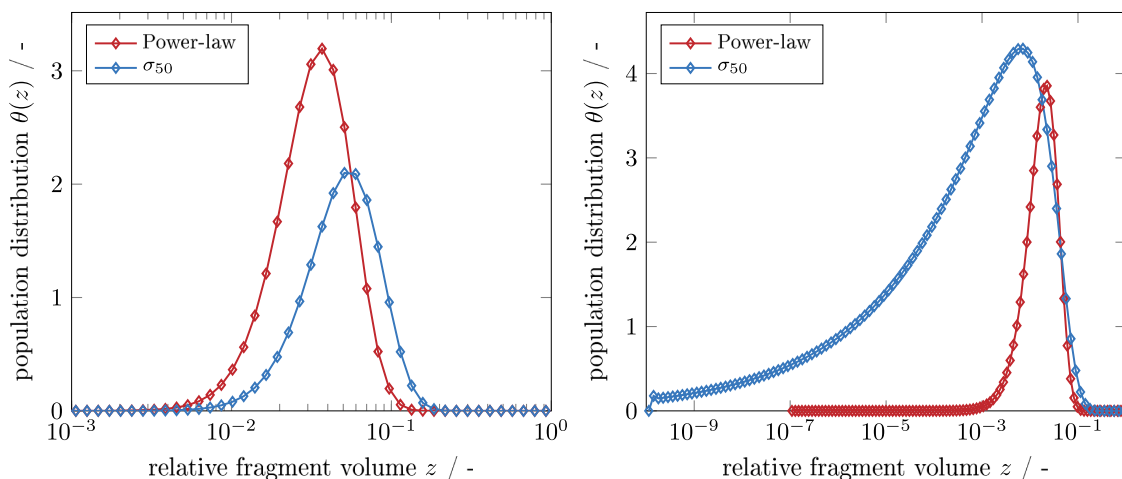 population distribution θ(z) / -
3
2
1
0
Power-law
σ50
10−3
10−2
10−1
100
relative fragment volume z / -
population distribution θ(z) / -
4
3
2
1
0
Power-law
σ50
10−9
10−7
10−5
10−3
10−1
relative fragment volume z / -